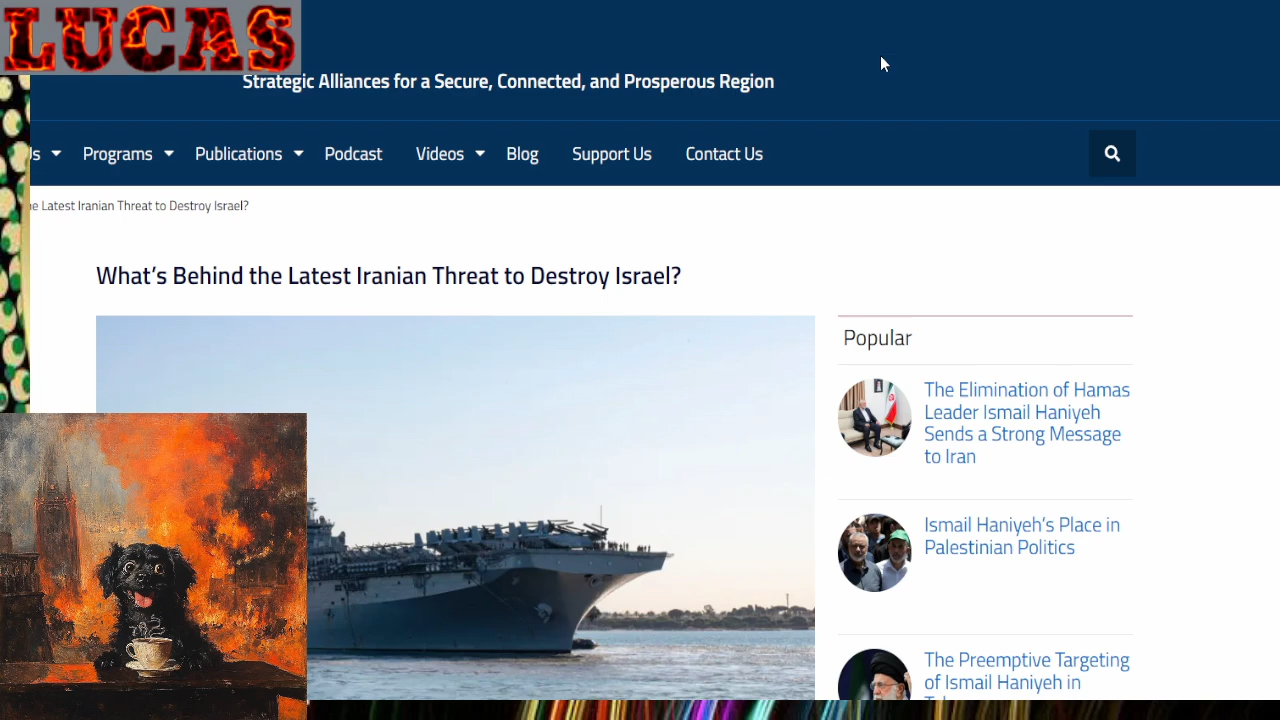 LUCAS
Strategic Alliances for a Secure, Connected, and Prosperous Region
s
Programs
Publications
Podcast
Videos
Blog
Support Us
Contact Us
e Latest Iranian Threat to Destroy Israel?
What's Behind the Latest Iranian Threat to Destroy Israel?
Popular
The Elimination of Hamas
Leader Ismail Haniyeh
Sends a Strong Message
to Iran
Ismail Haniyeh's Place in
Palestinian Politics
The Preemptive Targeting
of Ismail Haniyeh in